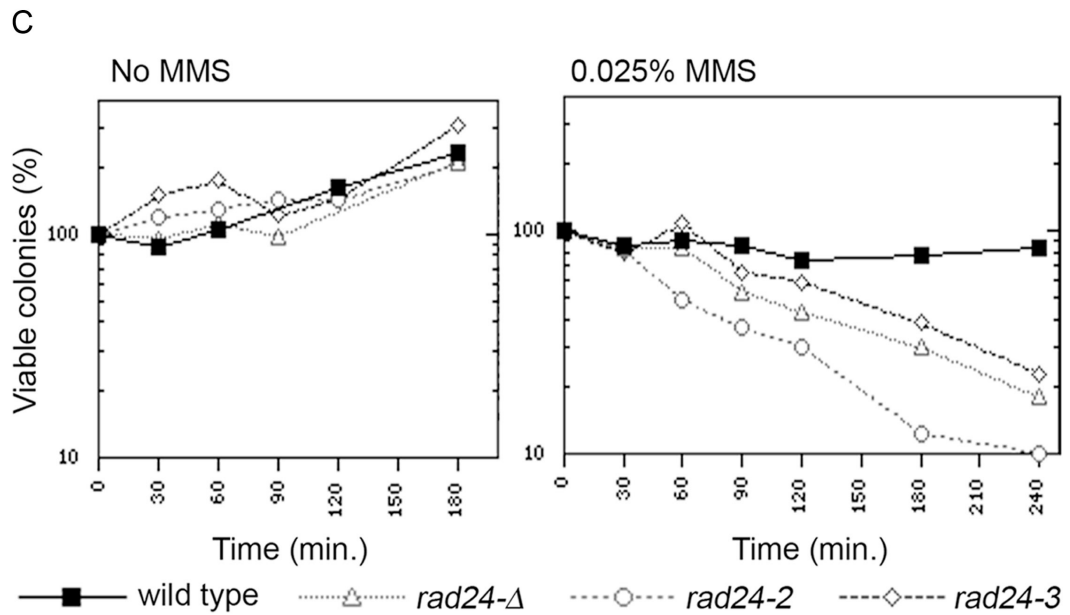 C
No MMS
0.025% MMS
Viable colonies (%)
100
10
0 30 60 90 120 150 180
Time (min.)
100
10
0 30 60 90 120 150 180 210 240
Time (min.)
wild type rad24-Δ rad24-2 rad24-3